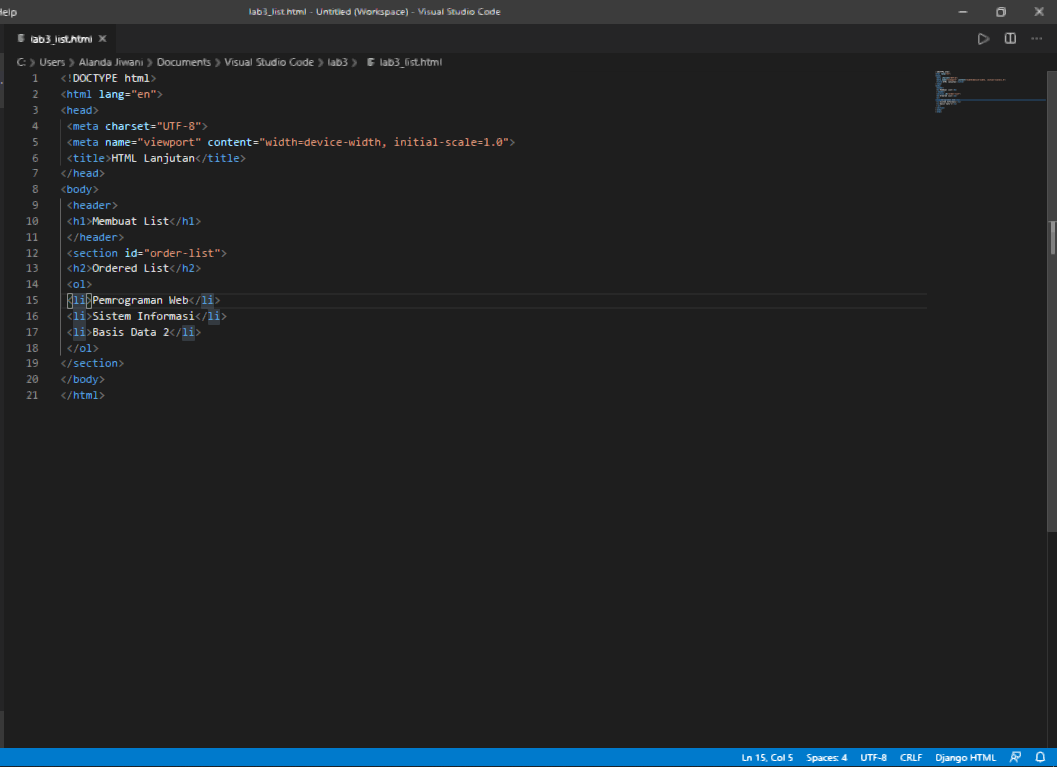 Help
lab3_list.html - Untitled (Workspace) - Visual Studio Code
lab3_list.html
C: > Users > Alanda Jiwani > Documents > Visual Studio Code > lab3 > lab3_list.html
1 <!DOCTYPE html>
2 <html lang="en">
3 <head>
4 <meta charset="UTF-8">
5 <meta name="viewport" content="width=device-width, initial-scale=1.0">
6 <title>HTML Lanjutan</title>
7 </head>
8 <body>
9 <header>
10 <h1>Membuat List</h1>
11 </header>
12 <section id="order-list">
13 <h2>Ordered List</h2>
14 <ol>
15 <li>Pemrograman Web</li>
16 <li>Sistem Informasi</li>
17 <li>Basis Data 2</li>
18 </ol>
19 </section>
20 </body>
21 </html>
Ln 15, Col 5 Spaces: 4 UTF-8 CRLF Django HTML